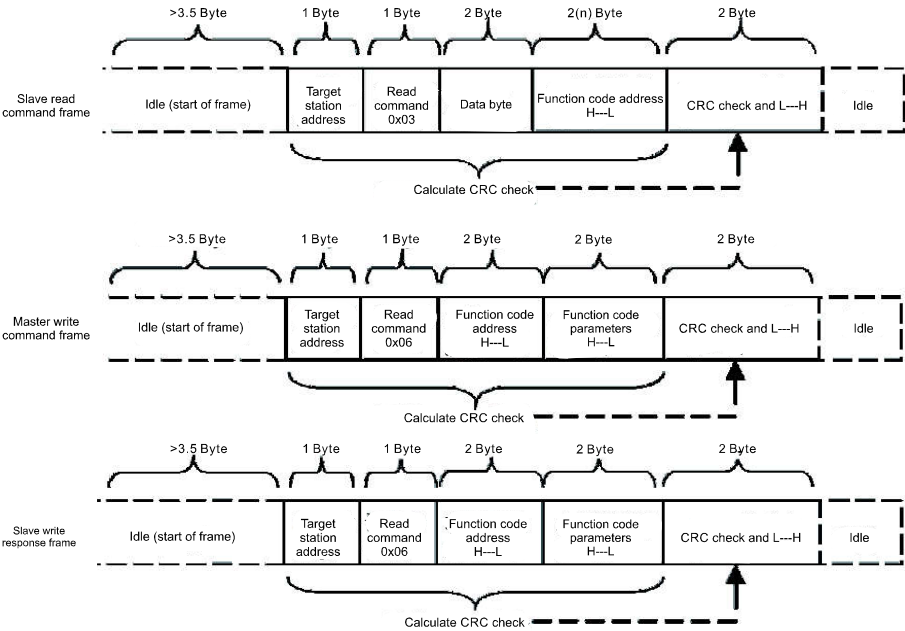 >3.5 Byte 1 Byte 1 Byte 2 Byte 2(n) Byte 2 Byte
Slave read
command frame
Idle (start of frame)
Target
station
address
Read
command
0x03
Data byte
Function code address
H---L
CRC check and L---H
Idle
Calculate CRC check
>3.5 Byte 1 Byte 1 Byte 2 Byte 2 Byte 2 Byte
Master write
command frame
Idle (start of frame)
Target
station
address
Read
command
0x06
Function code
address
H---L
Function code
parameters
H---L
CRC check and L---H
Idle
Calculate CRC check
>3.5 Byte 1 Byte 1 Byte 2 Byte 2 Byte 2 Byte
Slave write
response frame
Idle (start of frame)
Target
station
address
Read
command
0x06
Function code
address
H---L
Function code
parameters
H---L
CRC check and L---H
Idle
Calculate CRC check